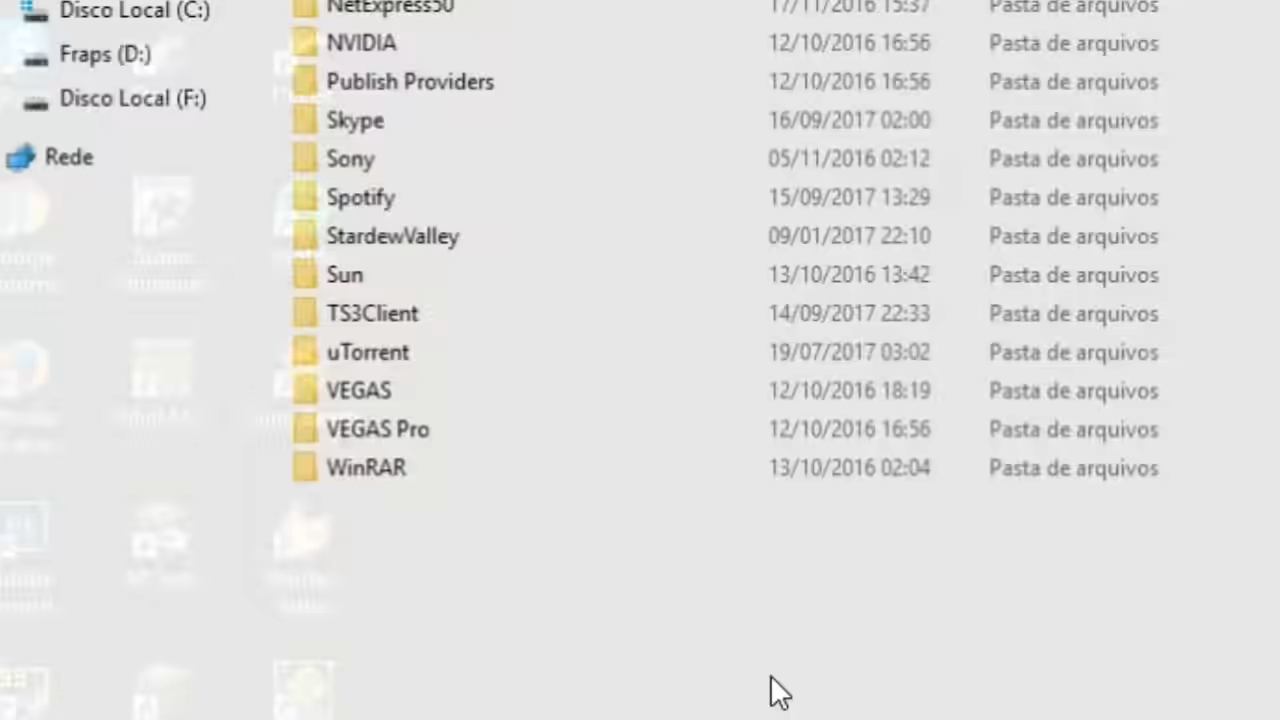 Disco Local (C:)
Fraps (D:)
Disco Local (F:)
Rede
NetExpress50 17/11/2016 15:37 Pasta de arquivos
NVIDIA 12/10/2016 16:56 Pasta de arquivos
Publish Providers 12/10/2016 16:56 Pasta de arquivos
Skype 16/09/2017 02:00 Pasta de arquivos
Sony 05/11/2016 02:12 Pasta de arquivos
Spotify 15/09/2017 13:29 Pasta de arquivos
StardewValley 09/01/2017 22:10 Pasta de arquivos
Sun 13/10/2016 13:42 Pasta de arquivos
TS3Client 14/09/2017 22:33 Pasta de arquivos
uTorrent 19/07/2017 03:02 Pasta de arquivos
VEGAS 12/10/2016 18:19 Pasta de arquivos
VEGAS Pro 12/10/2016 16:56 Pasta de arquivos
WinRAR 13/10/2016 02:04 Pasta de arquivos